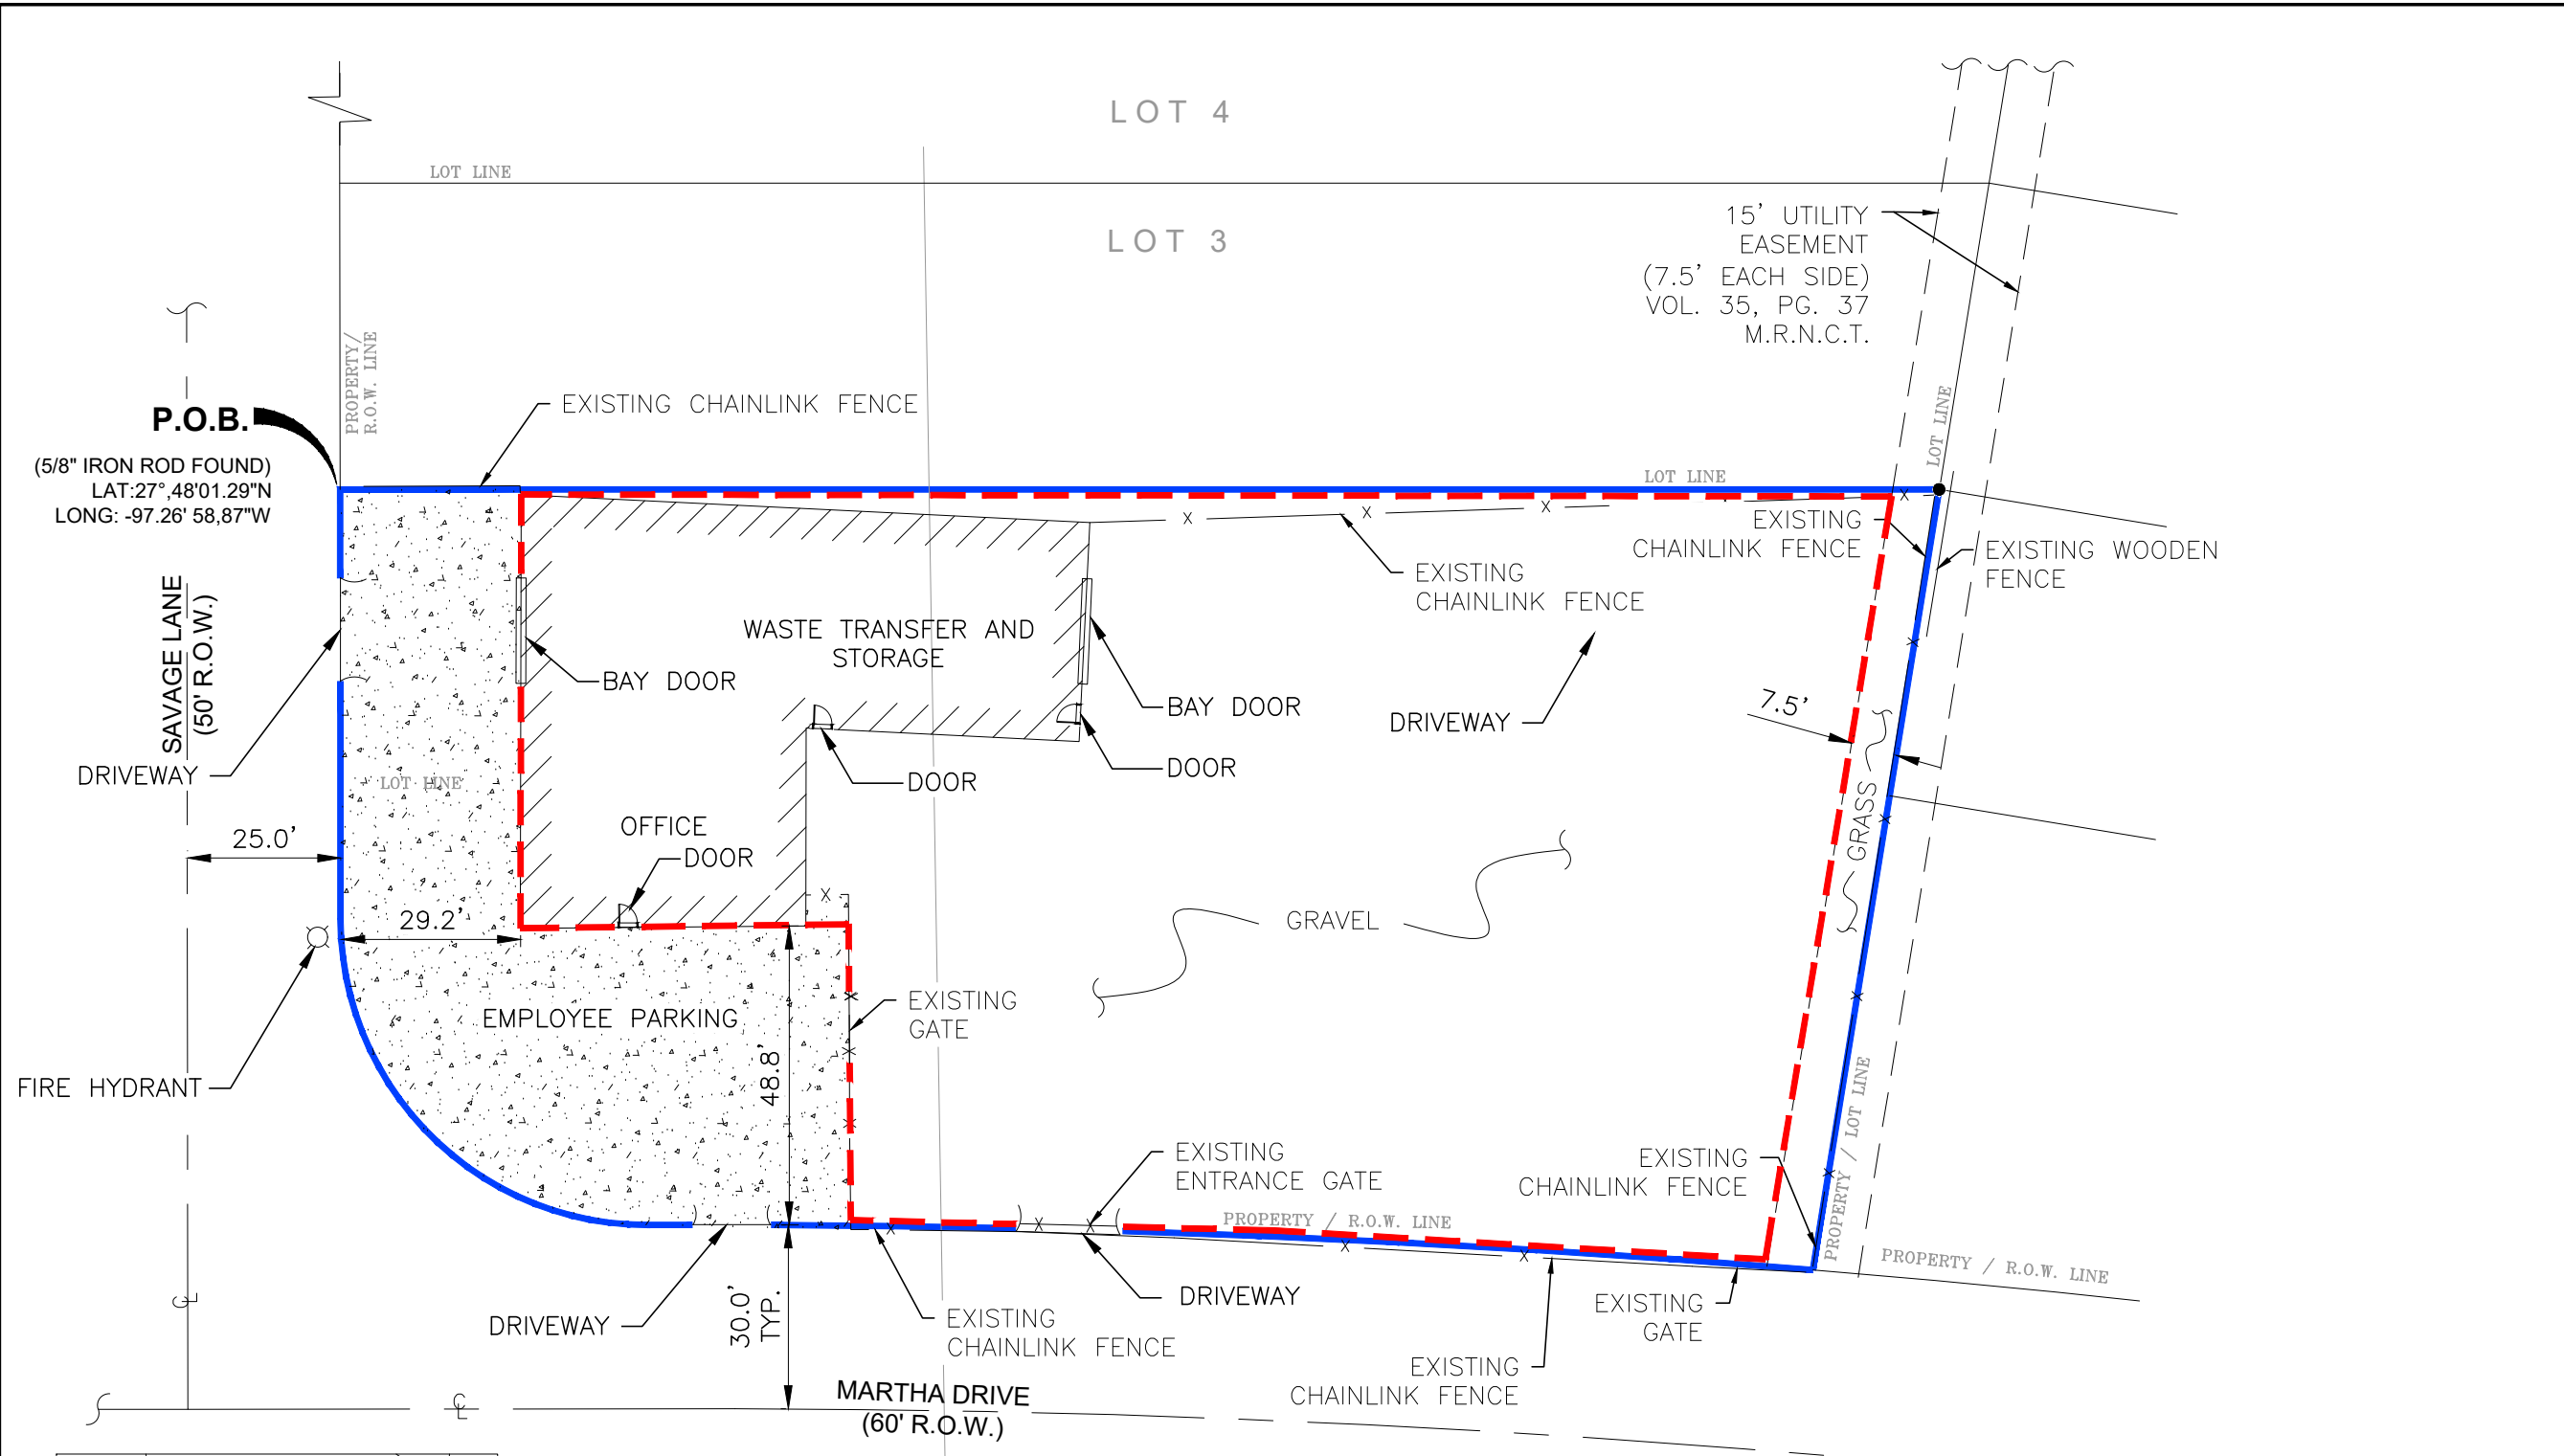 LOT 4
LOT LINE
LOT 3
15' UTILITY
EASEMENT
(7.5' EACH SIDE)
VOL. 35, PG. 37
M.R.N.C.T.
PROPERTY/
R.O.W. LINE
P.O.B.
EXISTING CHAINLINK FENCE
(5/8" IRON ROD FOUND)
LAT:27°,48'01.29"N
LONG: -97.26' 58,87"W
LOT LINE
LOT LINE
EXISTING
CHAINLINK FENCE
EXISTING WOODEN
FENCE
EXISTING
CHAINLINK FENCE
SAVAGE LANE
(50' R.O.W.)
WASTE TRANSFER AND
STORAGE
BAY DOOR
BAY DOOR
DRIVEWAY
7.5'
DRIVEWAY
LOT LINE
DOOR
DOOR
OFFICE
DOOR
25.0'
GRASS
29.2'
GRAVEL
EMPLOYEE PARKING
EXISTING
GATE
48.8'
FIRE HYDRANT
EXISTING
ENTRANCE GATE
EXISTING
CHAINLINK FENCE
PROPERTY / LOT LINE
PROPERTY / R.O.W. LINE
PROPERTY / R.O.W. LINE
DRIVEWAY
DRIVEWAY
30.0'
TYP.
EXISTING
CHAINLINK FENCE
EXISTING
GATE
EXISTING
CHAINLINK FENCE
MARTHA DRIVE
(60' R.O.W.)